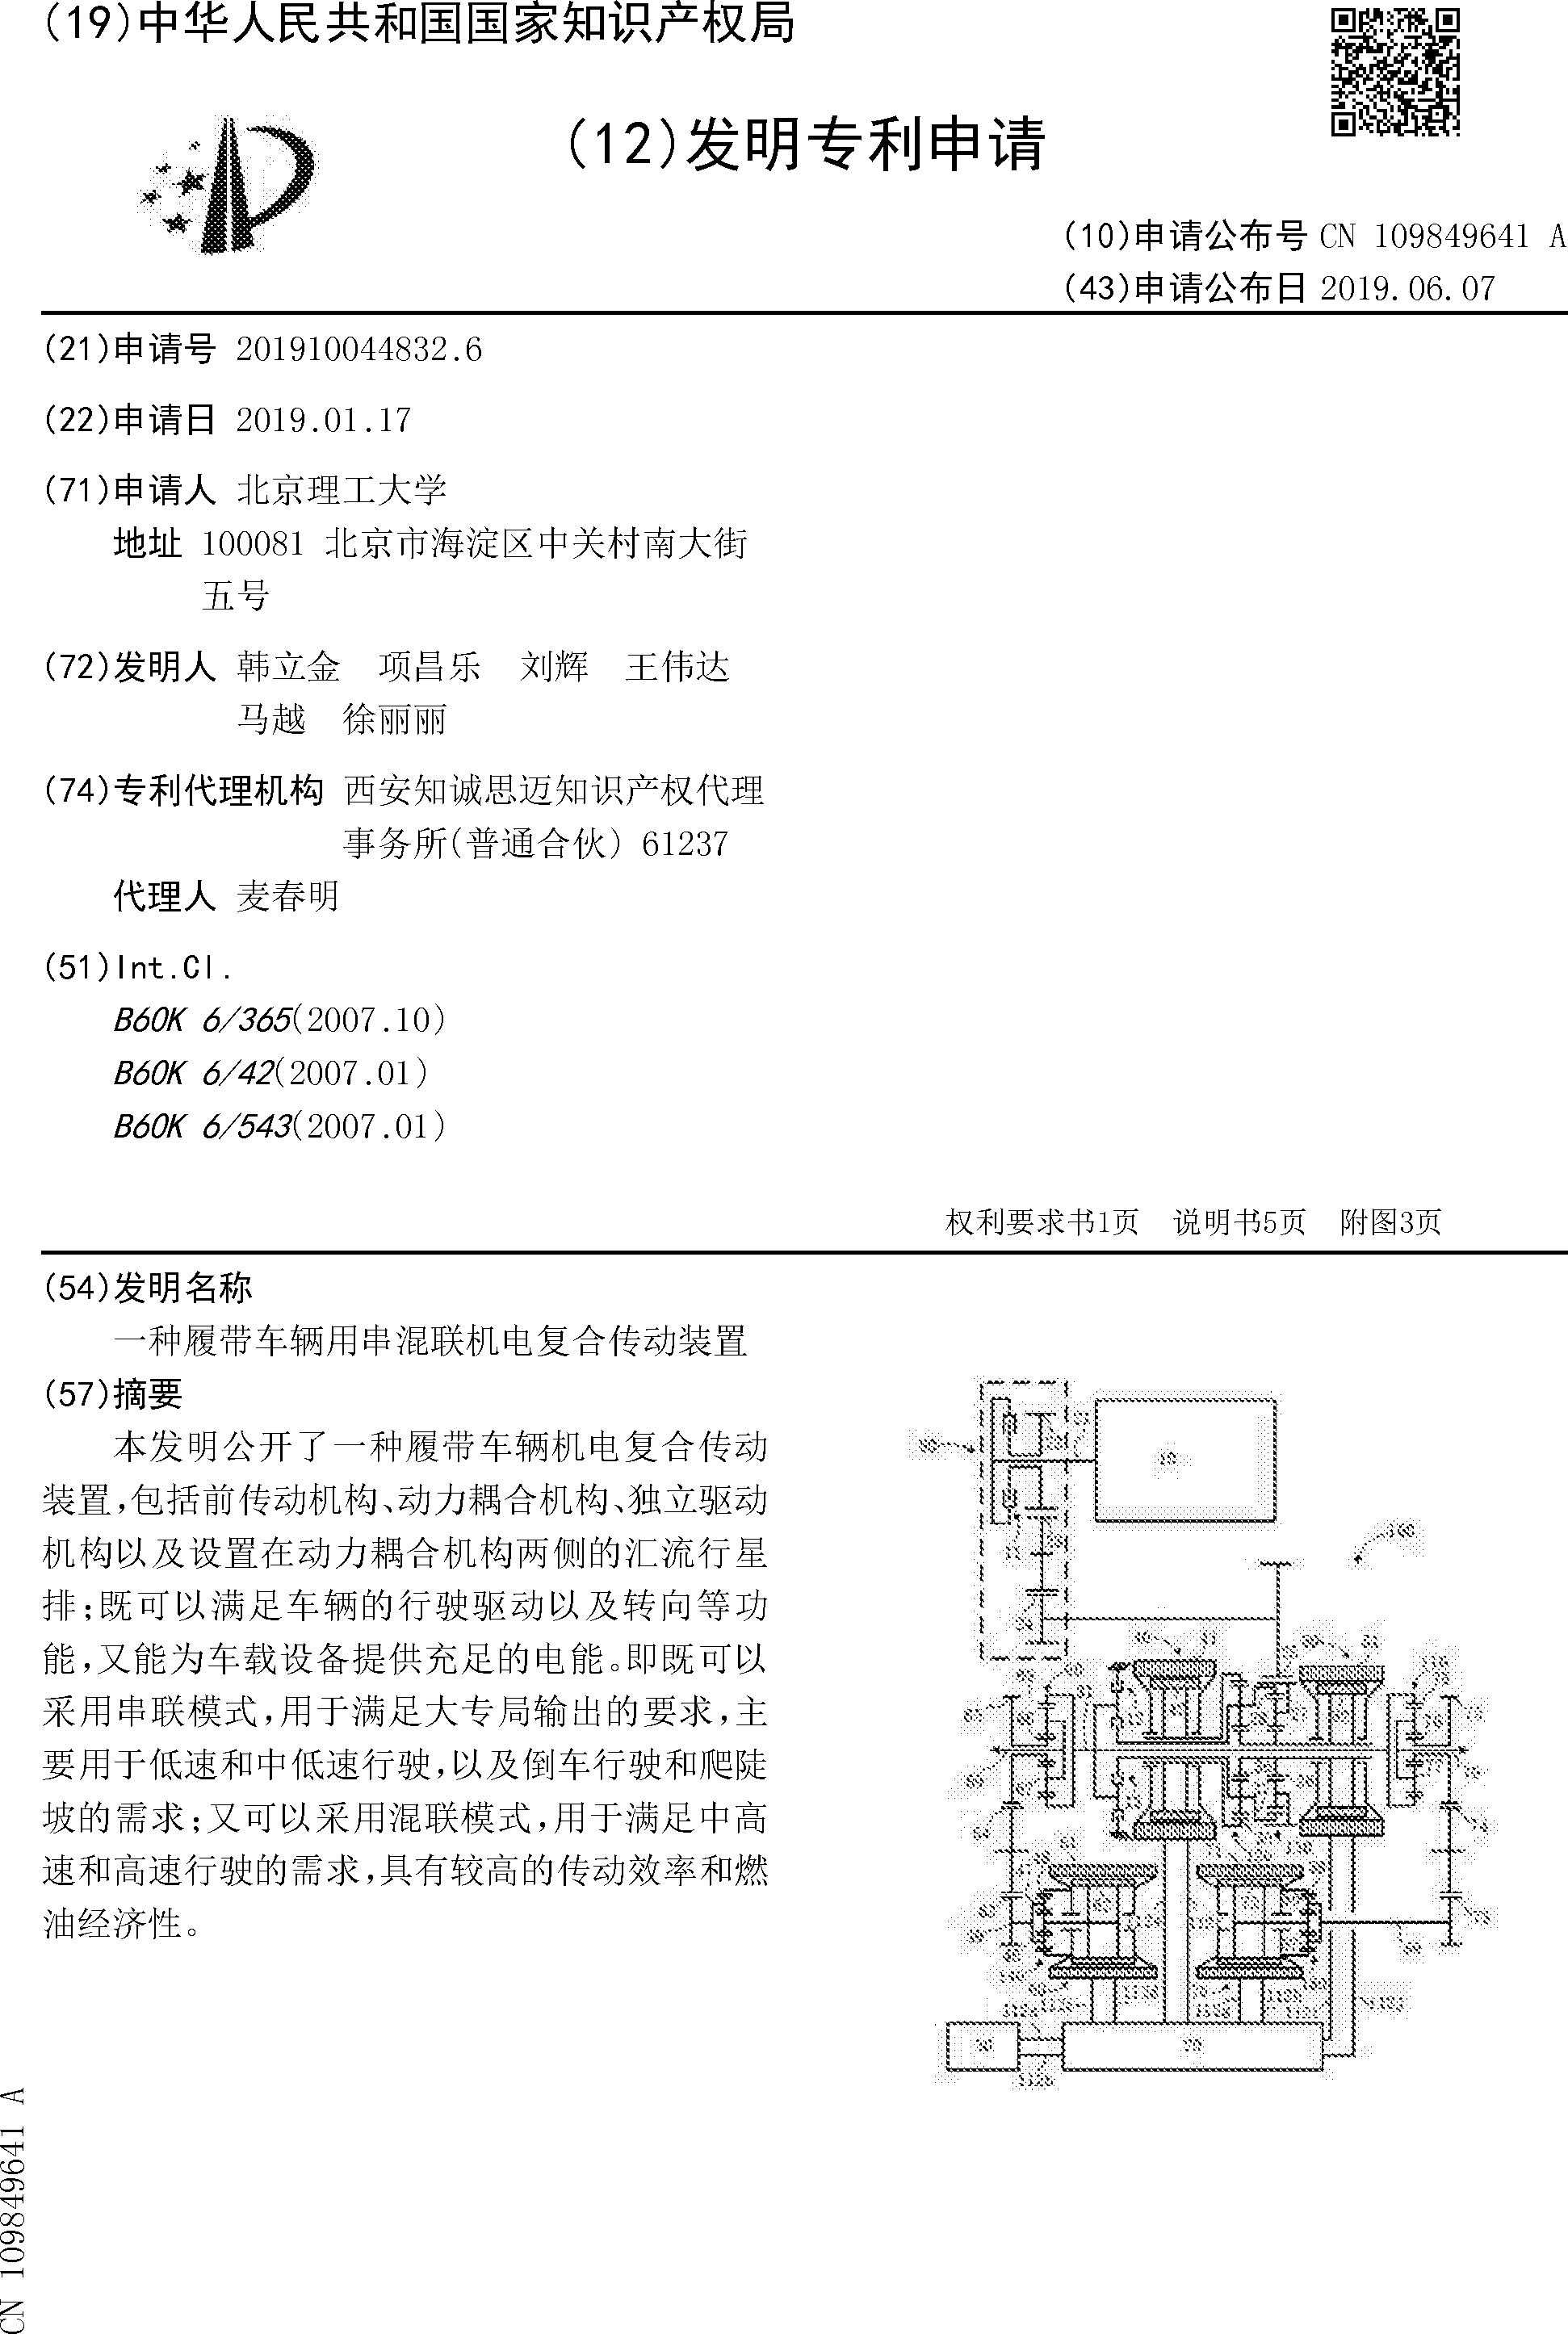 (19)中华人民共和国国家知识产权局
(12)发明专利申请
(10)申请公布号 CN 109849641 A
(43)申请公布日 2019.06.07
(21)申请号 201910044832.6
(22)申请日 2019.01.17
(71)申请人 北京理工大学
地址 100081 北京市海淀区中关村南大街
五号
(72)发明人 韩立金 项昌乐 刘辉 王伟达
马越 徐丽丽
(74)专利代理机构 西安知诚思迈知识产权代理
事务所(普通合伙) 61237
代理人 麦春明
(51)Int.Cl.
B60K 6/365(2007.10)
B60K 6/42(2007.01)
B60K 6/543(2007.01)
权利要求书1页 说明书5页 附图3页
(54)发明名称
一种履带车辆用串混联机电复合传动装置
(57)摘要
本发明公开了一种履带车辆机电复合传动
装置,包括前传动机构、动力耦合机构、独立驱动
机构以及设置在动力耦合机构两侧的汇流行星
排;既可以满足车辆的行驶驱动以及转向等功
能,又能为车载设备提供充足的电能。即既可以
采用串联模式,用于满足大专局输出的要求,主
要用于低速和中低速行驶,以及倒车行驶和爬陡
坡的需求;又可以采用混联模式,用于满足中高
速和高速行驶的需求,具有较高的传动效率和燃
油经济性。
CN 109849641 A